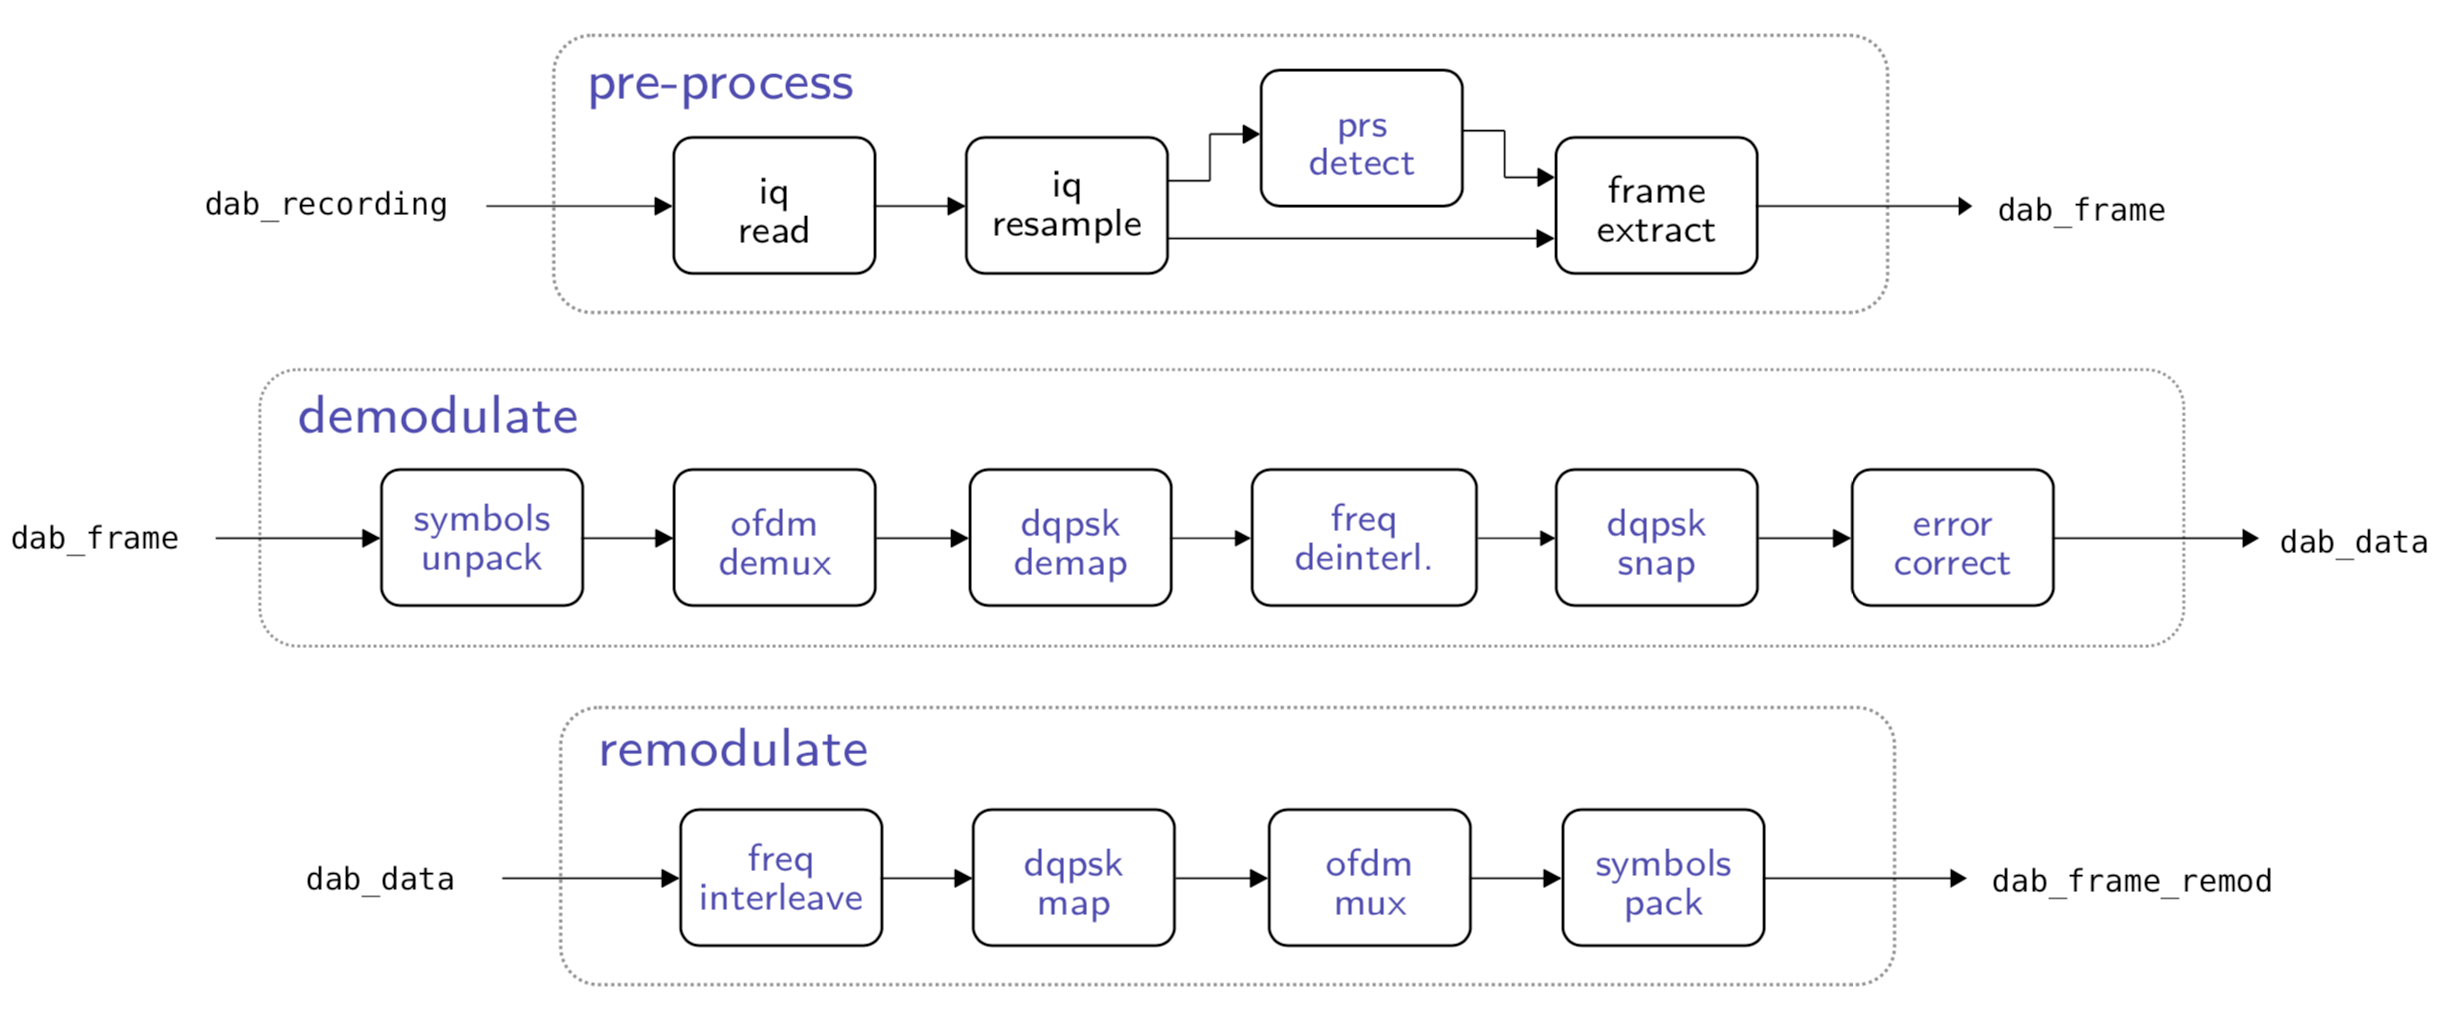 pre-process
dab_recording
iq
read
iq
resample
prs
detect
frame
extract
dab_frame
demodulate
dab_frame
symbols
unpack
ofdm
demux
dqpsk
demap
freq
deinterl.
dqpsk
snap
error
correct
dab_data
remodulate
dab_data
freq
interleave
dqpsk
map
ofdm
mux
symbols
pack
dab_frame_remod